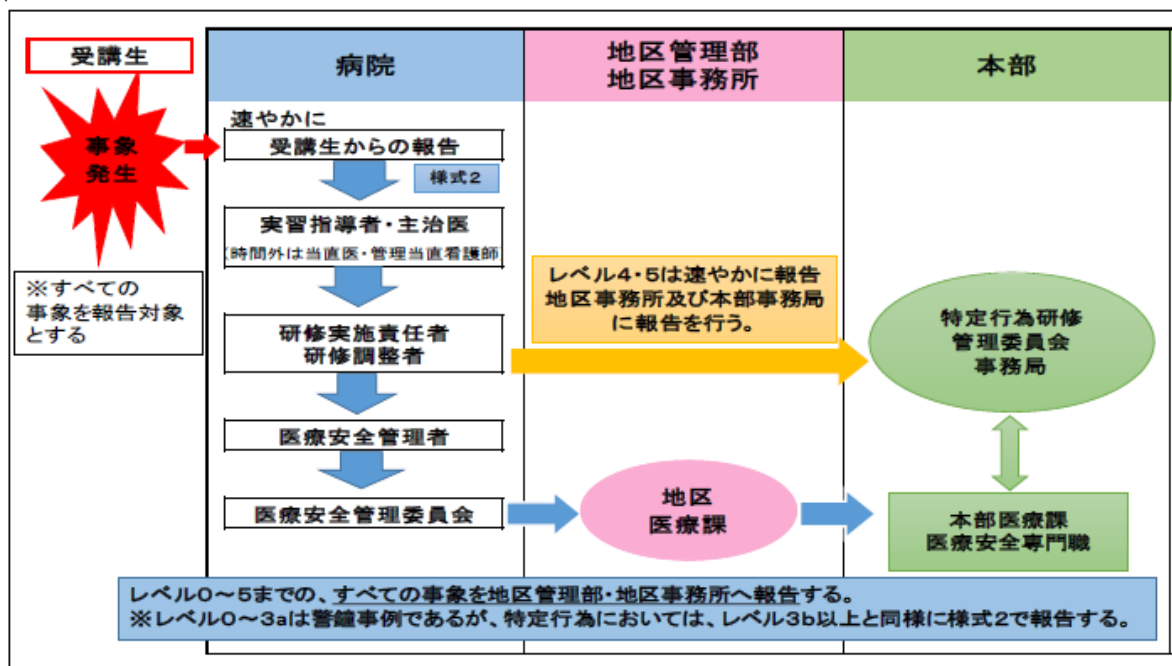 受講生
病院
地区管理部
地区事務所
本部
事象
発生
速やかに
受講生からの報告
様式2
実習指導者・主治医
(時間外は当直医・管理当直看護師
※すべての
事象を報告対象
とする
研修実施責任者
研修調整者
医療安全管理者
医療安全管理委員会
レベル4・5は速やかに報告
地区事務所及び本部事務局
に報告を行う。
地区
医療課
特定行為研修
管理委員会
事務局
本部医療課
医療安全専門職
レベル0~5までの、すべての事象を地区管理部・地区事務所へ報告する。
※レベル0~3aは警鐘事例であるが、特定行為においては、レベル3b以上と同様に様式2で報告する。